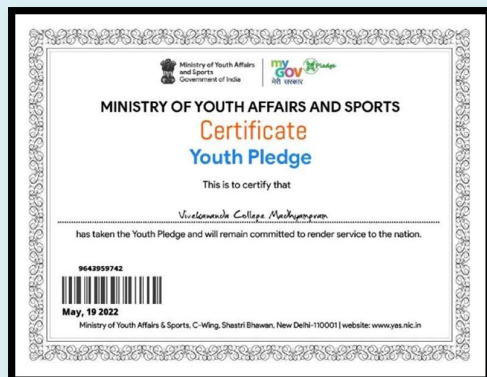 Ministry of Youth Affairs
and Sports
Government of India
my
GOV
मेरी सरकार
Pledge
MINISTRY OF YOUTH AFFAIRS AND SPORTS
Certificate
Youth Pledge
This is to certify that
Vivekananda College Madhyampram
has taken the Youth Pledge and will remain committed to render service to the nation.
9643959742
May, 19 2022
Ministry of Youth Affairs & Sports, C-Wing, Shastri Bhawan, New Delhi-110001 | website: www.yas.nic.in